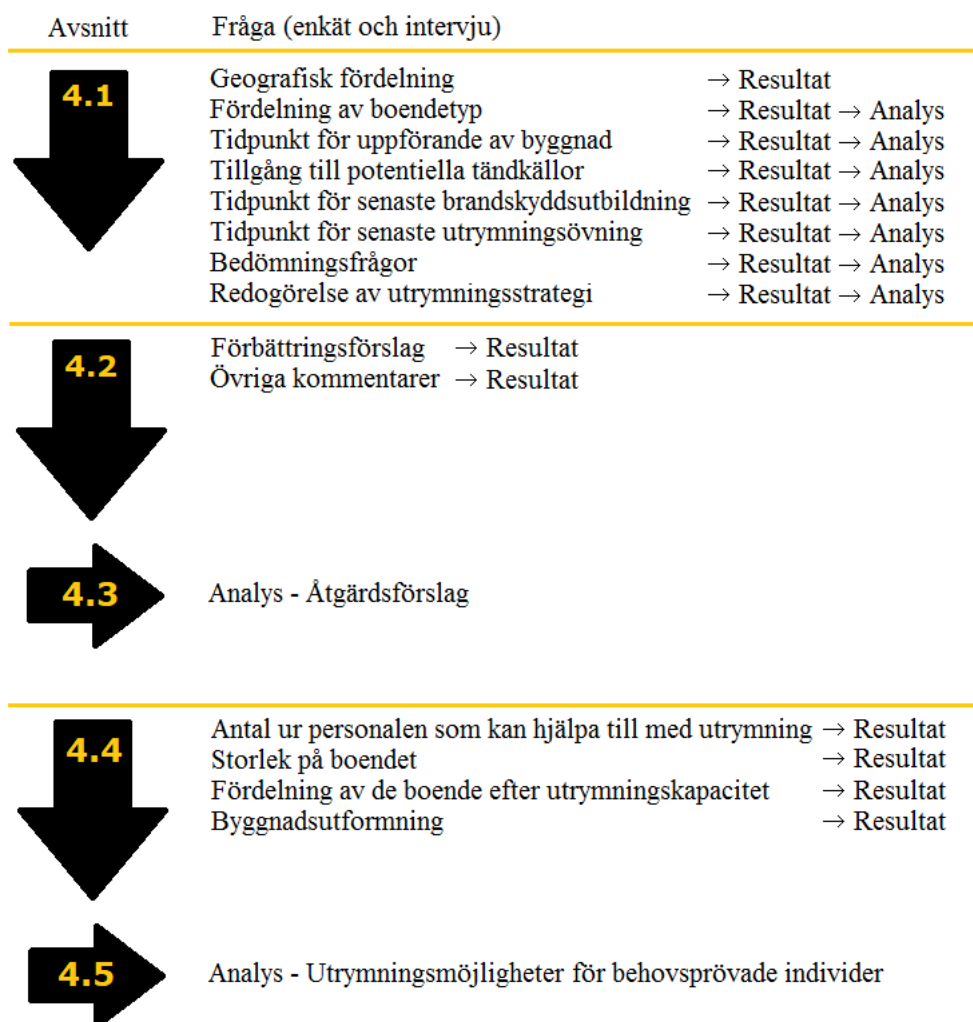 Avsnitt Fråga (enkät och intervju)
4.1
Geografisk fördelning → Resultat
Fördelning av boendetyp → Resultat → Analys
Tidpunkt för uppförande av byggnad → Resultat → Analys
Tillgång till potentiella tändkällor → Resultat → Analys
Tidpunkt för senaste brandskyddsutbildning → Resultat → Analys
Tidpunkt för senaste utrymningsövning → Resultat → Analys
Bedömningsfrågor → Resultat → Analys
Redogörelse av utrymningsstrategi → Resultat → Analys
4.2
Förbättringsförslag → Resultat
Övriga kommentarer → Resultat
4.3 Analys - Åtgärdsförslag
4.4
Antal ur personalen som kan hjälpa till med utrymning → Resultat
Storlek på boendet → Resultat
Fördelning av de boende efter utrymningskapacitet → Resultat
Byggnadsutformning → Resultat
4.5 Analys - Utrymningsmöjligheter för behovsprövade individer